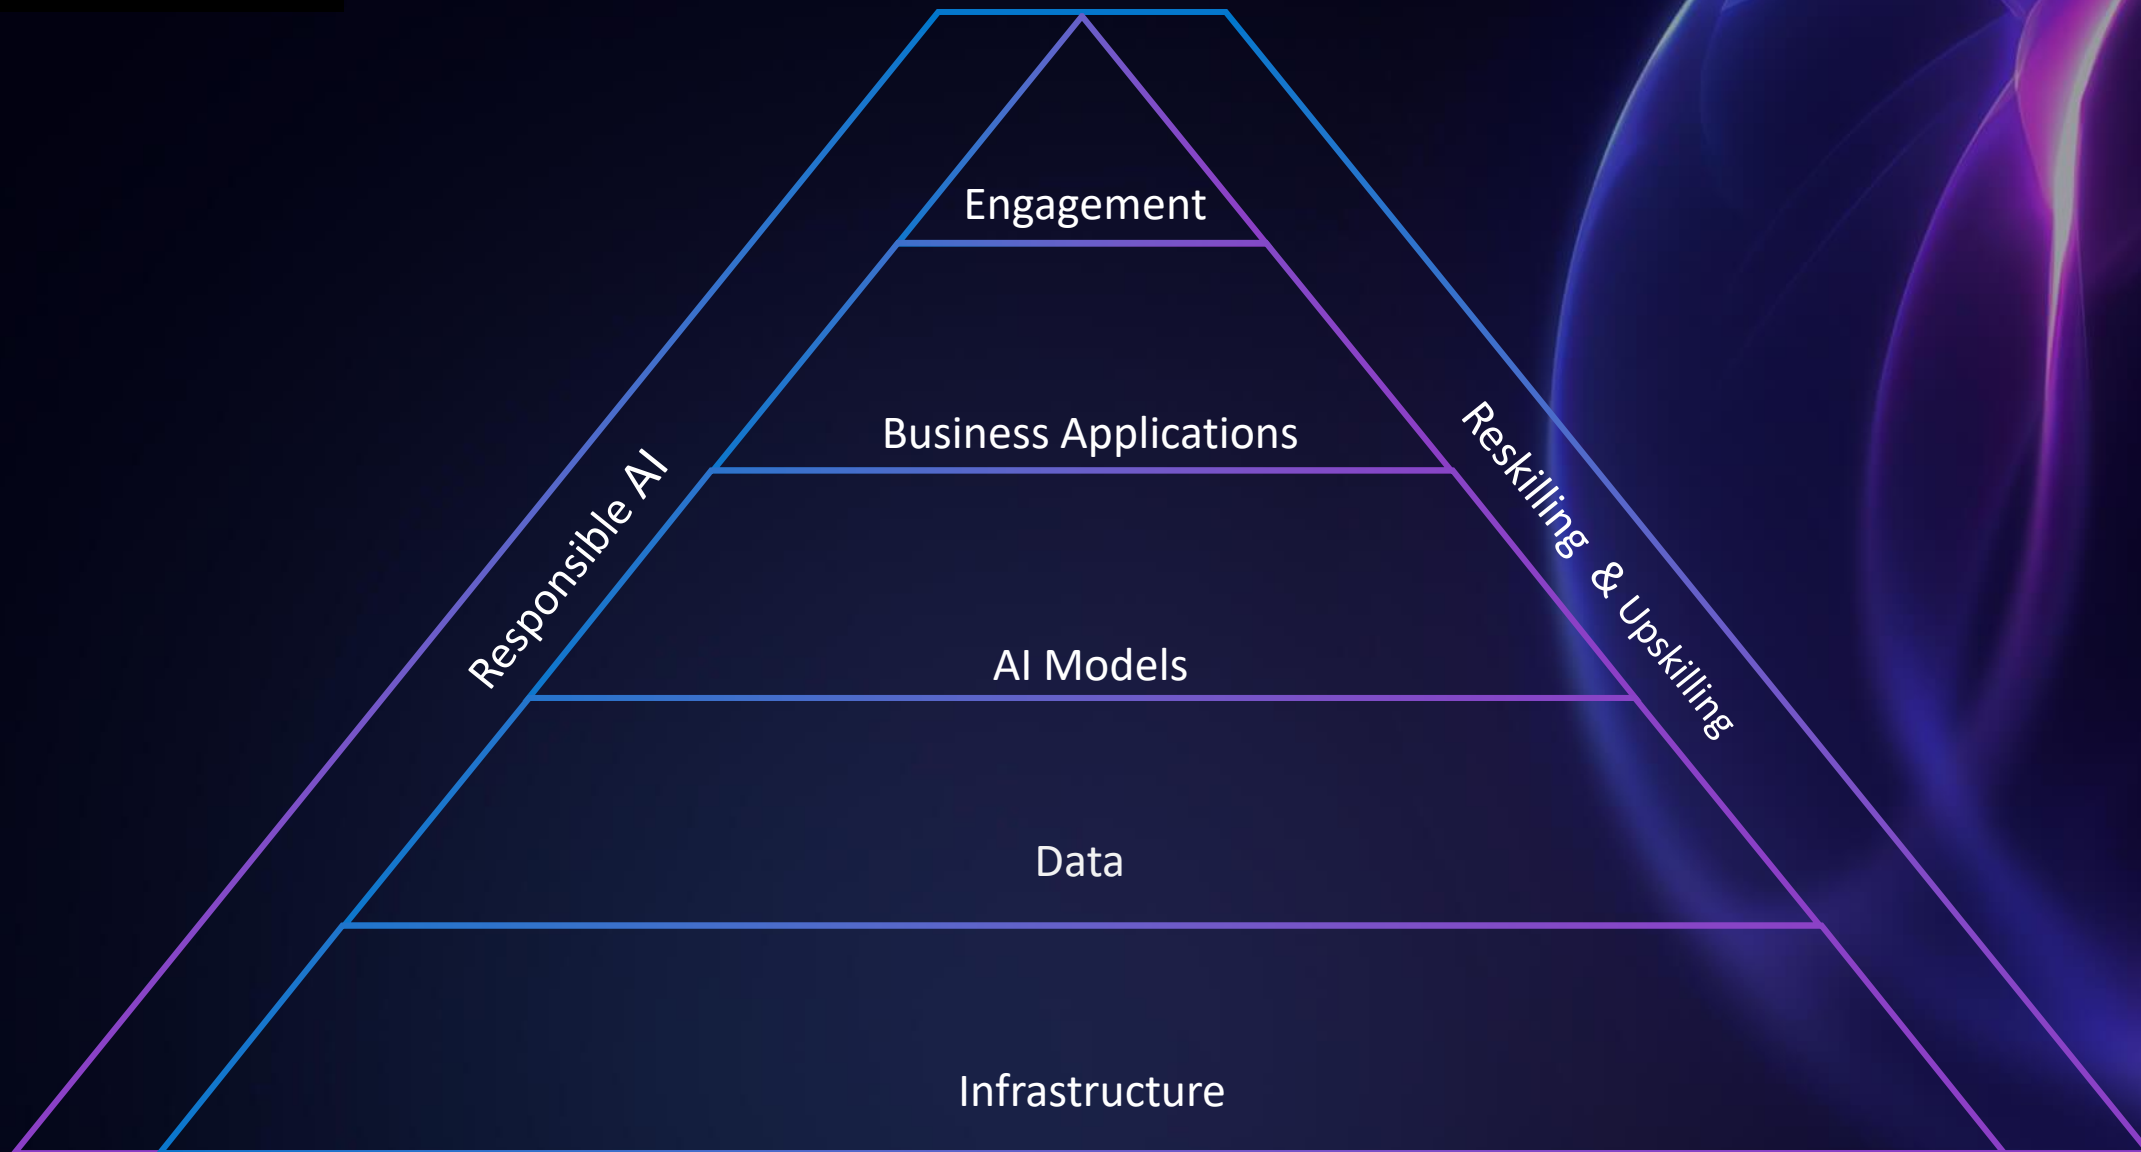 Engagement
Business Applications
Responsible AI
Reskilling & Upskilling
AI Models
Data
Infrastructure